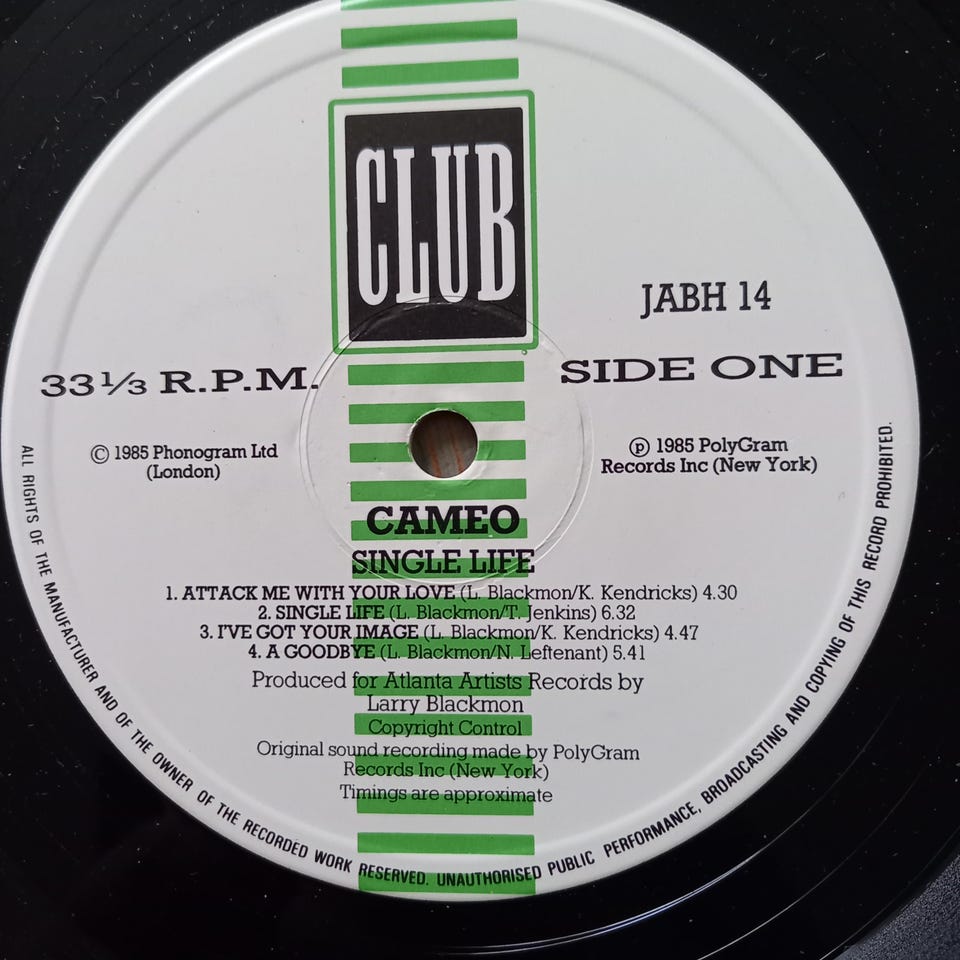 CLUB
JABH 14
33⅓ R.P.M.
SIDE ONE
© 1985 Phonogram Ltd
(London)
℗ 1985 PolyGram
Records Inc (New York)
CAMEO
SINGLE LIFE
1. ATTACK ME WITH YOUR LOVE (L. Blackmon/K. Kendricks) 4.30
2. SINGLE LIFE (L. Blackmon/T. Jenkins) 6.32
3. I'VE GOT YOUR IMAGE (L. Blackmon/K. Kendricks) 4.47
4. A GOODBYE (L. Blackmon/N. Leftenant) 5.41
Produced for Atlanta Artists Records by
Larry Blackmon
Copyright Control
Original sound recording made by PolyGram
Records Inc (New York)
Timings are approximate
ALL RIGHTS OF THE MANUFACTURER AND OF THE OWNER OF THE RECORDED WORK RESERVED. UNAUTHORISED PUBLIC PERFORMANCE, BROADCASTING AND COPYING OF THIS RECORD PROHIBITED.